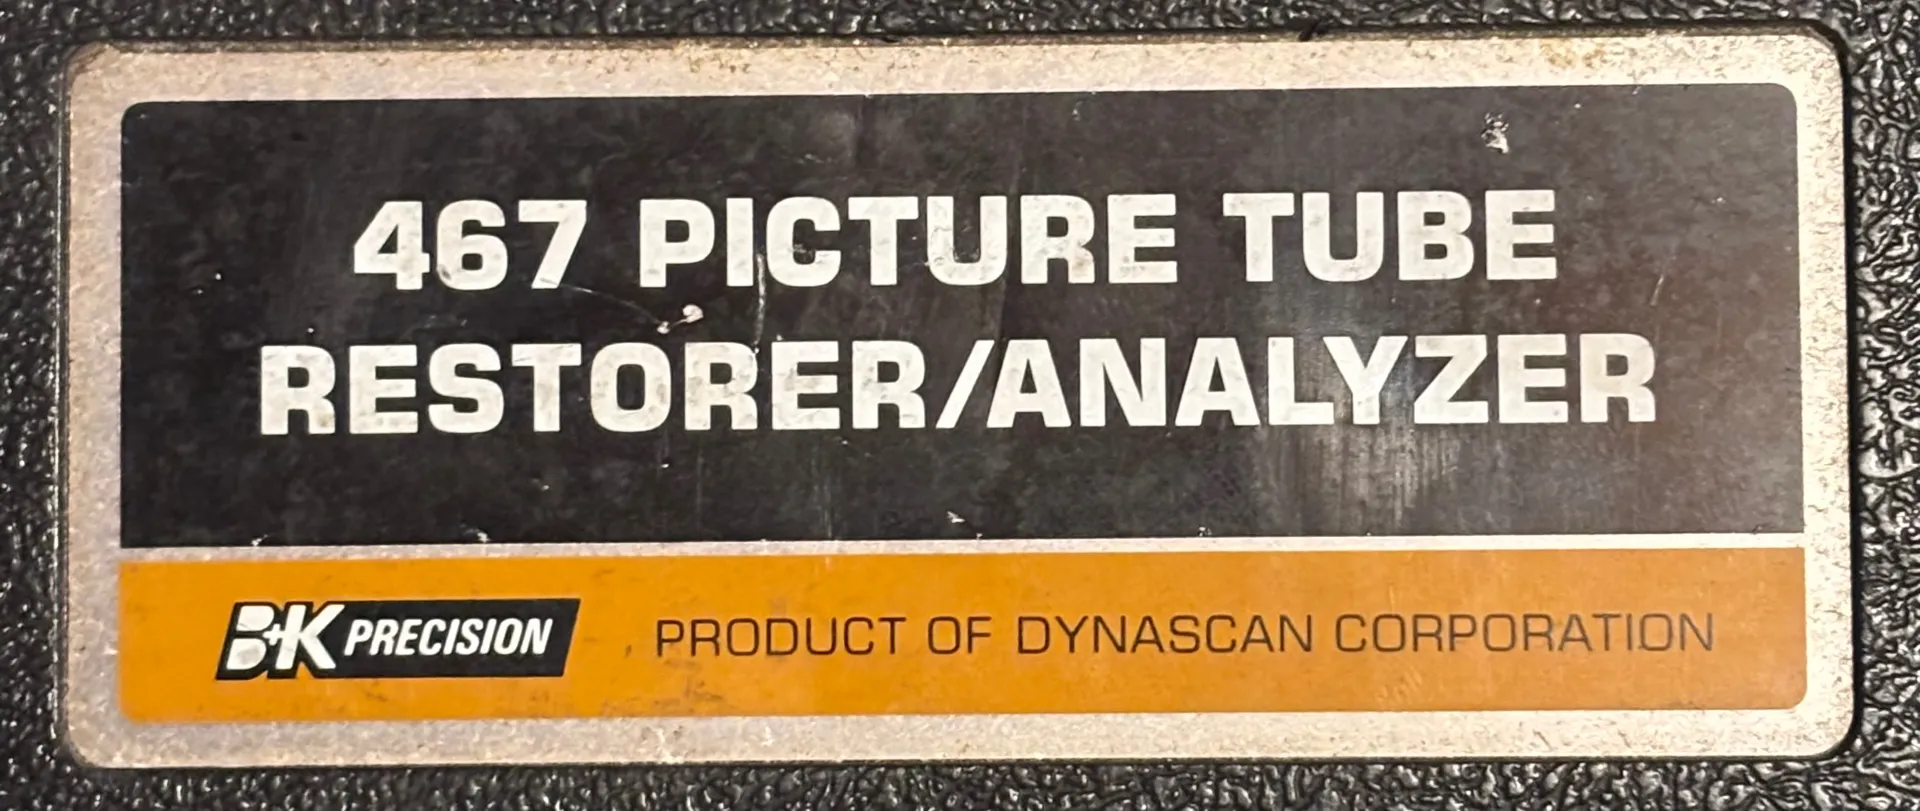 467 PICTURE TUBE
RESTORER/ANALYZER
B+K PRECISION PRODUCT OF DYNASCAN CORPORATION